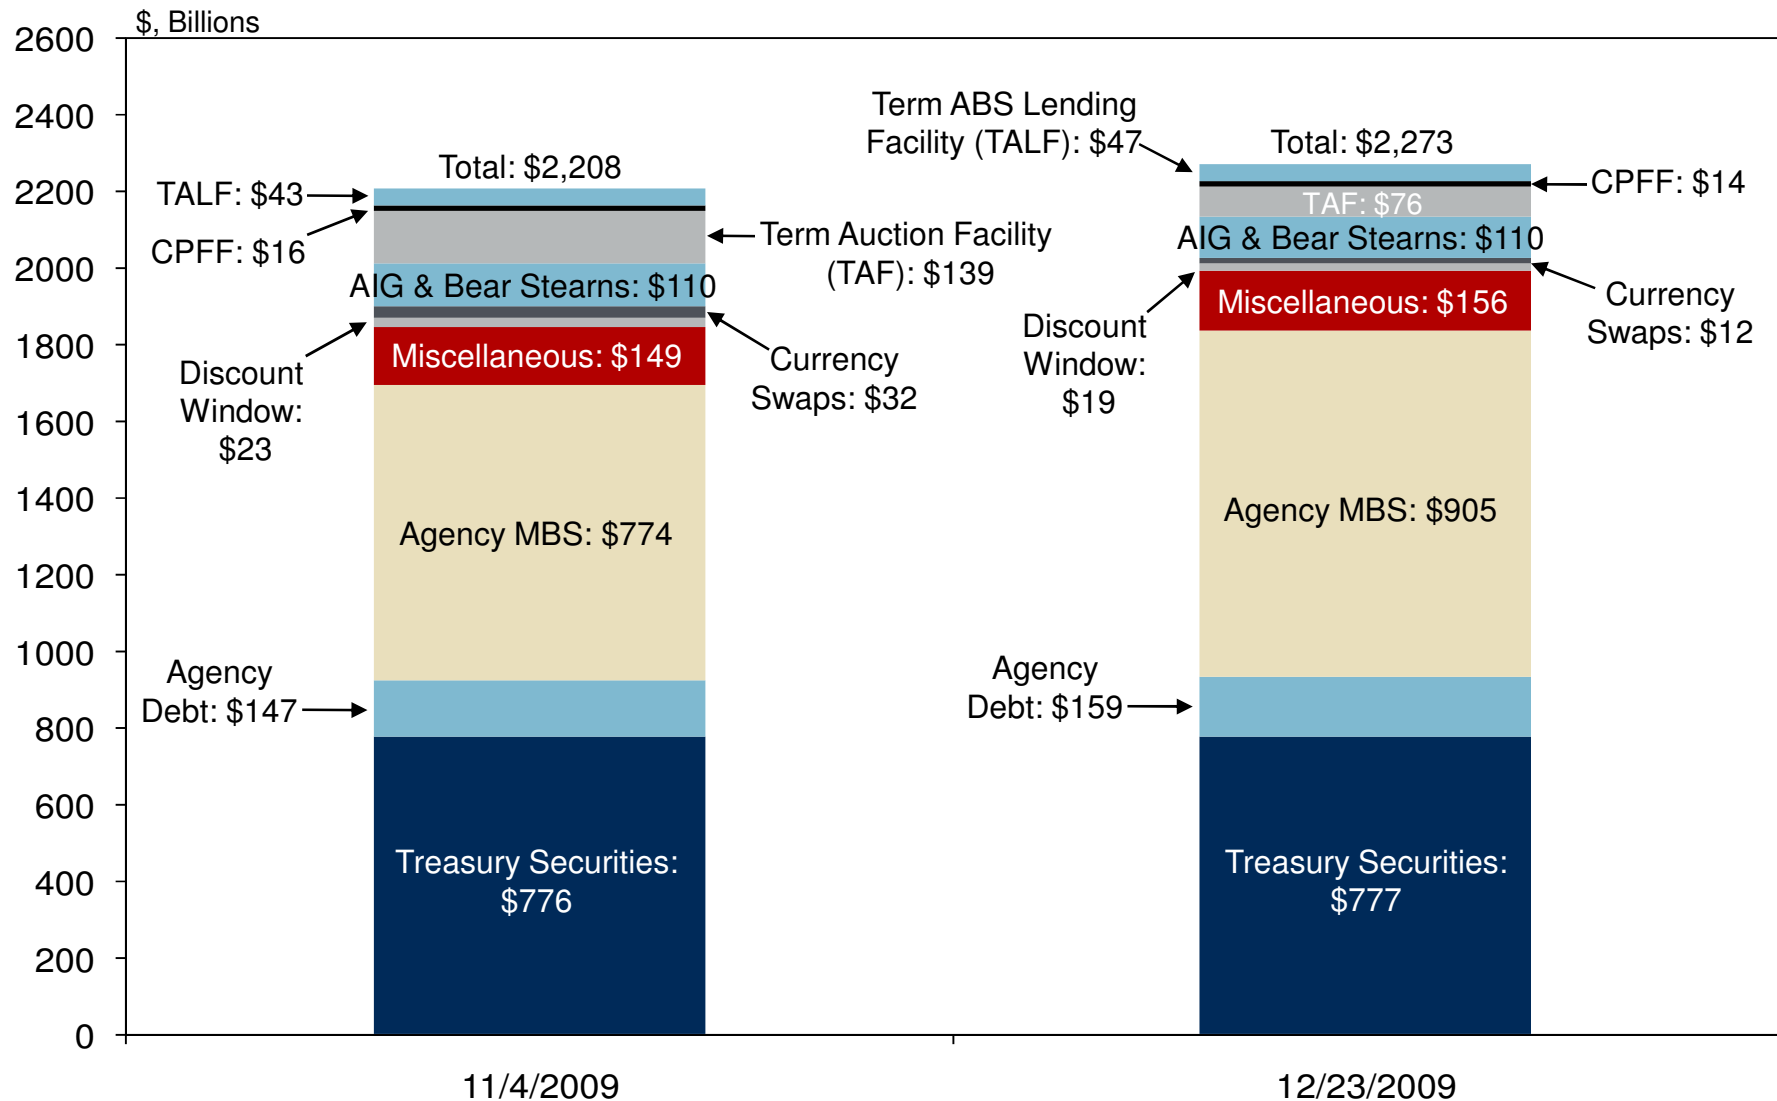 $, Billions
2600
2400
2200
2000
1800
1600
1400
1200
1000
800
600
400
200
0
Total: $2,208
TALF: $43
CPFF: $16
Term Auction Facility
(TAF): $139
AIG & Bear Stearns: $110
Discount
Window:
$23
Miscellaneous: $149
Currency
Swaps: $32
Agency MBS: $774
Agency
Debt: $147
Treasury Securities:
$776
11/4/2009
Term ABS Lending
Facility (TALF): $47
Total: $2,273
CPFF: $14
TAF: $76
AIG & Bear Stearns: $110
Discount
Window:
$19
Miscellaneous: $156
Currency
Swaps: $12
Agency MBS: $905
Agency
Debt: $159
Treasury Securities:
$777
12/23/2009